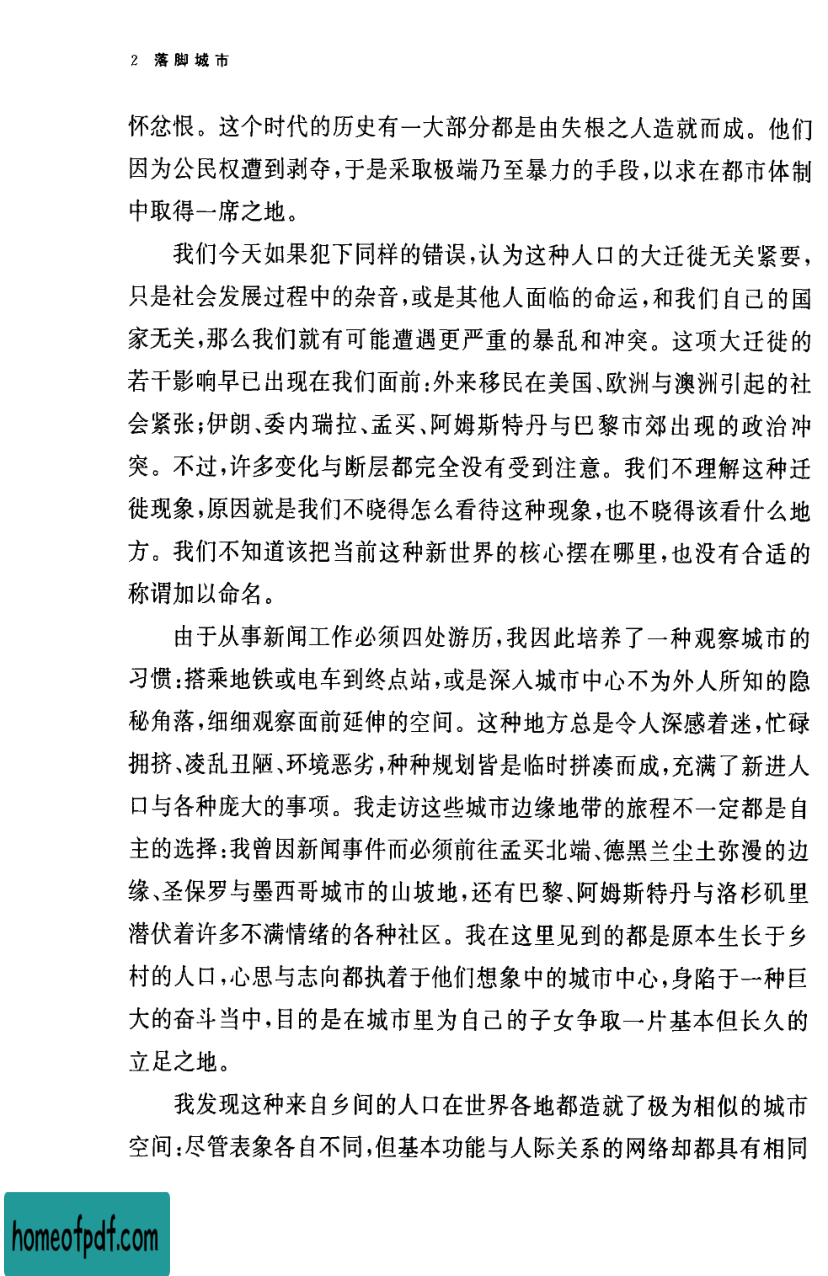 2 落脚城市
怀忿恨。这个时代的历史有一大部分都是由失根之人造就而成。他们
因为公民权遭到剥夺,于是采取极端乃至暴力的手段,以求在都市体制
中取得一席之地。
我们今天如果犯下同样的错误,认为这种人口的大迁徙无关紧要,
只是社会发展过程中的杂音,或是其他人面临的命运,和我们自己的国
家无关,那么我们就有可能遭遇更严重的暴乱和冲突。这项大迁徙的
若干影响早已出现在我们面前:外来移民在美国、欧洲与澳洲引起的社
会紧张;伊朗、委内瑞拉、孟买、阿姆斯特丹与巴黎市郊出现的政治冲
突。不过,许多变化与断层都完全没有受到注意。我们不理解这种迁
徙现象,原因就是我们不晓得怎么看待这种现象,也不晓得该看什么地
方。我们不知道该把当前这种新世界的核心摆在哪里,也没有合适的
称谓加以命名。
由于从事新闻工作必须四处游历,我因此培养了一种观察城市的
习惯:搭乘地铁或电车到终点站,或是深入城市中心不为外人所知的隐
秘角落,细细观察面前延伸的空间。这种地方总是令人深感着迷,忙碌
拥挤、凌乱丑陋、环境恶劣,种种规划皆是临时拼凑而成,充满了新进人
口与各种庞大的事项。我走访这些城市边缘地带的旅程不一定都是自
主的选择:我曾因新闻事件而必须前往孟买北端、德黑兰尘土弥漫的边
缘、圣保罗与墨西哥城市的山坡地,还有巴黎、阿姆斯特丹与洛杉矶里
潜伏着许多不满情绪的各种社区。我在这里见到的都是原本生长于乡
村的人口,心思与志向都执着于他们想象中的城市中心,身陷于一种巨
大的奋斗当中,目的是在城市里为自己的子女争取一片基本但长久的
立足之地。
我发现这种来自乡间的人口在世界各地都造就了极为相似的城市
空间:尽管表象各自不同,但基本功能与人际关系的网络却都具有相同
homeofpdf.com